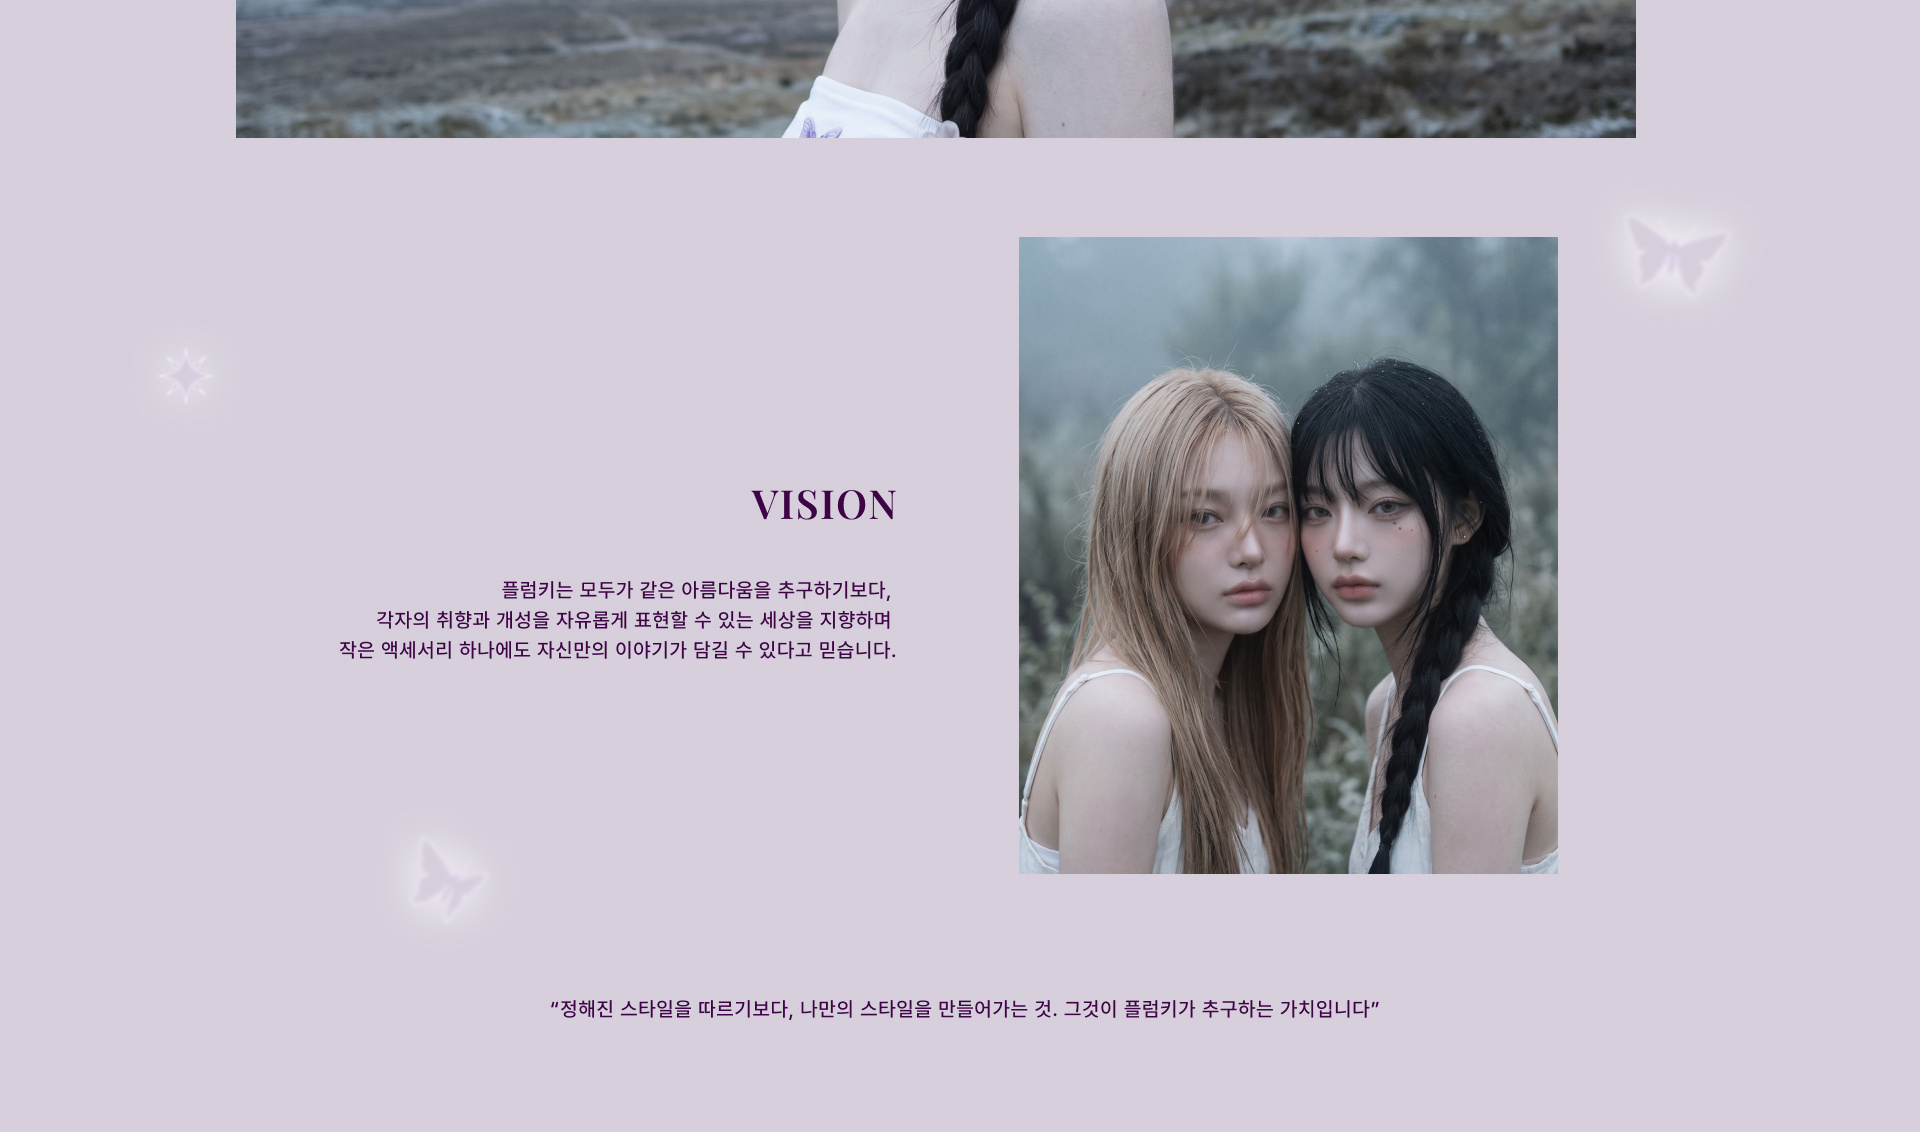 VISION
플럼키는 모두가 같은 아름다움을 추구하기보다,
각자의 취향과 개성을 자유롭게 표현할 수 있는 세상을 지향하며
작은 액세서리 하나에도 자신만의 이야기가 담길 수 있다고 믿습니다.
“정해진 스타일을 따르기보다, 나만의 스타일을 만들어가는 것. 그것이 플럼키가 추구하는 가치입니다”